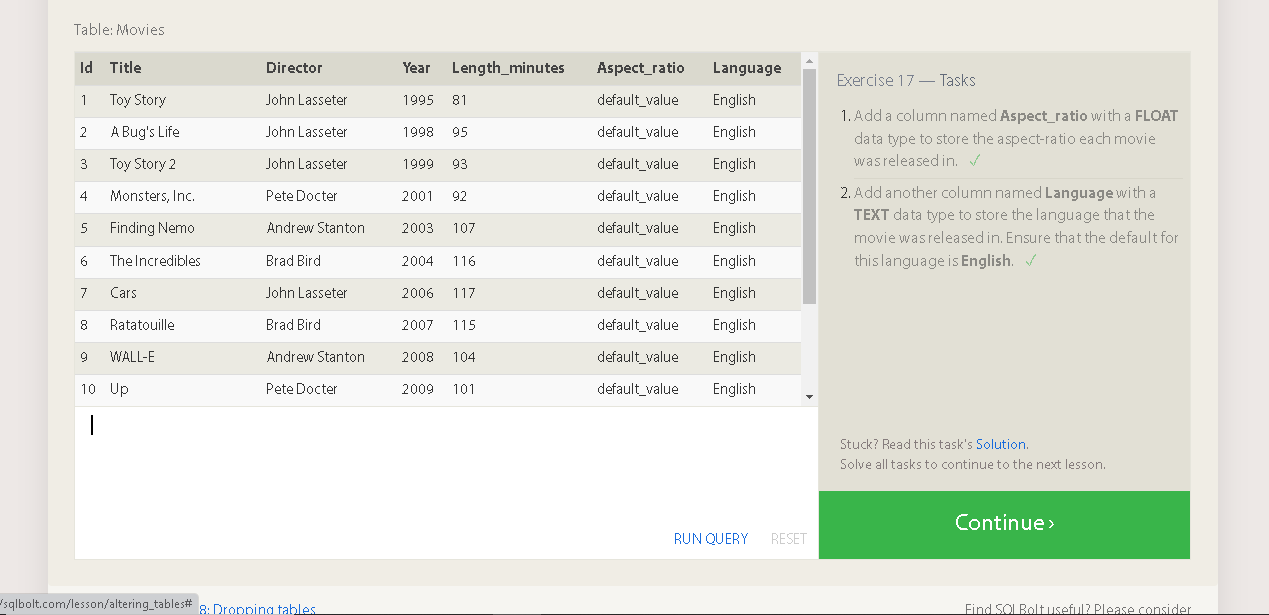 Table: Movies
Id Title Director Year Length_minutes Aspect_ratio Language
1 Toy Story John Lasseter 1995 81 default_value English
2 A Bug's Life John Lasseter 1998 95 default_value English
3 Toy Story 2 John Lasseter 1999 93 default_value English
4 Monsters, Inc. Pete Docter 2001 92 default_value English
5 Finding Nemo Andrew Stanton 2003 107 default_value English
6 The Incredibles Brad Bird 2004 116 default_value English
7 Cars John Lasseter 2006 117 default_value English
8 Ratatouille Brad Bird 2007 115 default_value English
9 WALL-E Andrew Stanton 2008 104 default_value English
10 Up Pete Docter 2009 101 default_value English
RUN QUERY RESET
Exercise 17 — Tasks
1. Add a column named Aspect_ratio with a FLOAT
data type to store the aspect-ratio each movie
was released in. ✓
2. Add another column named Language with a
TEXT data type to store the language that the
movie was released in. Ensure that the default for
this language is English. ✓
Stuck? Read this task's Solution.
Solve all tasks to continue to the next lesson.
Continue ›
/sqlbolt.com/lesson/altering_tables#
8: Dropping tables
Find SQLBolt useful? Please consider